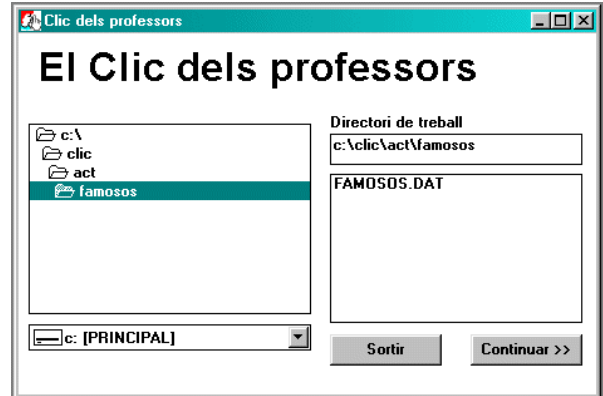 Clic dels professors
El Clic dels professors
c:\
clic
act
famosos
c: [PRINCIPAL]
Directori de treball
c:\clic\act\famosos
FAMOSOS.DAT
Sortir
Continuar >>